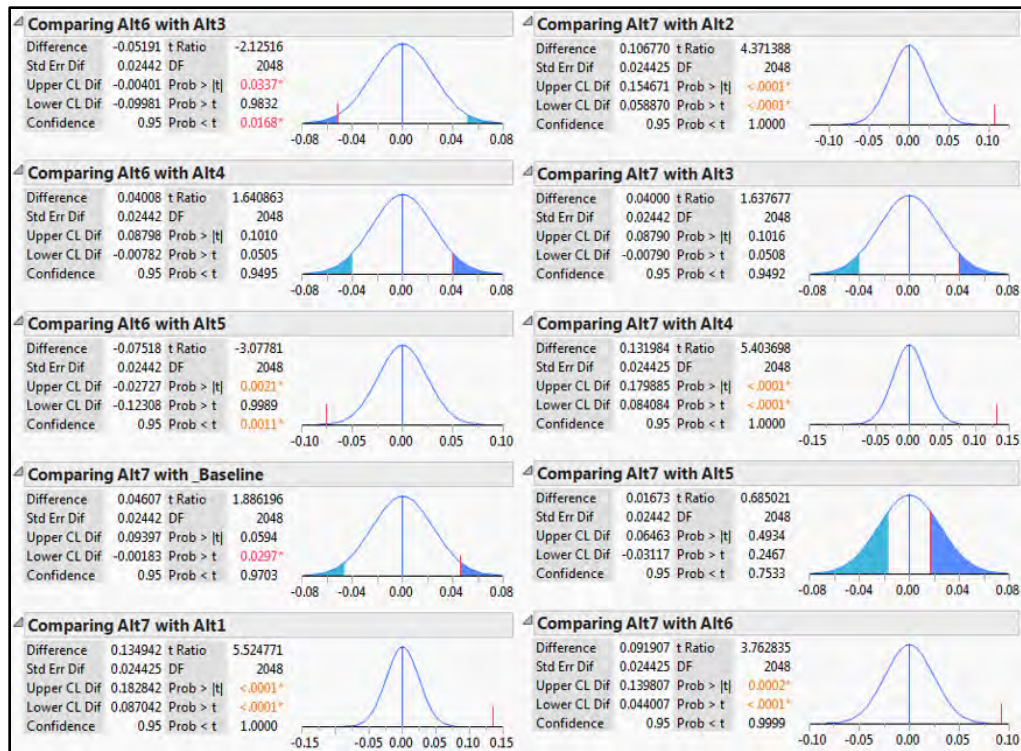 Comparing Alt6 with Alt3
Difference -0.05191 t Ratio -2.12516
Std Err Dif 0.02442 DF 2048
Upper CL Dif -0.00401 Prob > |t| 0.0337*
Lower CL Dif -0.09981 Prob > t 0.9832
Confidence 0.95 Prob < t 0.0168*
-0.08 -0.04 0.00 0.04 0.08
Comparing Alt6 with Alt4
Difference 0.04008 t Ratio 1.640863
Std Err Dif 0.02442 DF 2048
Upper CL Dif 0.08798 Prob > |t| 0.1010
Lower CL Dif -0.00782 Prob > t 0.0505
Confidence 0.95 Prob < t 0.9495
-0.08 -0.04 0.00 0.04 0.08
Comparing Alt6 with Alt5
Difference -0.07518 t Ratio -3.07781
Std Err Dif 0.02442 DF 2048
Upper CL Dif -0.02727 Prob > |t| 0.0021*
Lower CL Dif -0.12308 Prob > t 0.9989
Confidence 0.95 Prob < t 0.0011*
-0.10 -0.05 0.00 0.05 0.10
Comparing Alt7 with _Baseline
Difference 0.04607 t Ratio 1.886196
Std Err Dif 0.02442 DF 2048
Upper CL Dif 0.09397 Prob > |t| 0.0594
Lower CL Dif -0.00183 Prob > t 0.0297*
Confidence 0.95 Prob < t 0.9703
-0.08 -0.04 0.00 0.04 0.08
Comparing Alt7 with Alt1
Difference 0.134942 t Ratio 5.524771
Std Err Dif 0.024425 DF 2048
Upper CL Dif 0.182842 Prob > |t| <.0001*
Lower CL Dif 0.087042 Prob > t <.0001*
Confidence 0.95 Prob < t 1.0000
-0.15 -0.05 0.00 0.05 0.15
Comparing Alt7 with Alt2
Difference 0.106770 t Ratio 4.371388
Std Err Dif 0.024425 DF 2048
Upper CL Dif 0.154671 Prob > |t| <.0001*
Lower CL Dif 0.058870 Prob > t <.0001*
Confidence 0.95 Prob < t 1.0000
-0.10 -0.05 0.00 0.05 0.10
Comparing Alt7 with Alt3
Difference 0.04000 t Ratio 1.637677
Std Err Dif 0.02442 DF 2048
Upper CL Dif 0.08790 Prob > |t| 0.1016
Lower CL Dif -0.00790 Prob > t 0.0508
Confidence 0.95 Prob < t 0.9492
-0.08 -0.04 0.00 0.04 0.08
Comparing Alt7 with Alt4
Difference 0.131984 t Ratio 5.403698
Std Err Dif 0.024425 DF 2048
Upper CL Dif 0.179885 Prob > |t| <.0001*
Lower CL Dif 0.084084 Prob > t <.0001*
Confidence 0.95 Prob < t 1.0000
-0.15 -0.05 0.00 0.05 0.15
Comparing Alt7 with Alt5
Difference 0.01673 t Ratio 0.685021
Std Err Dif 0.02442 DF 2048
Upper CL Dif 0.06463 Prob > |t| 0.4934
Lower CL Dif -0.03117 Prob > t 0.2467
Confidence 0.95 Prob < t 0.7533
-0.08 -0.04 0.00 0.04 0.08
Comparing Alt7 with Alt6
Difference 0.091907 t Ratio 3.762835
Std Err Dif 0.024425 DF 2048
Upper CL Dif 0.139807 Prob > |t| 0.0002*
Lower CL Dif 0.044007 Prob > t <.0001*
Confidence 0.95 Prob < t 0.9999
-0.10 -0.05 0.00 0.05 0.10